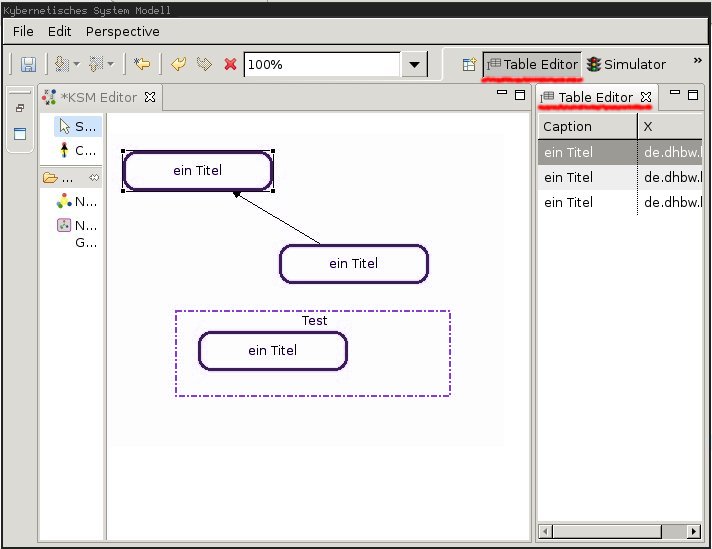 Kybernetisches System Modell
File Edit Perspective
100%
Table Editor Simulator »
*KSM Editor
Table Editor
S...
C...
...
N...
N...
G...
ein Titel
ein Titel
Test
ein Titel
Caption X
ein Titel de.dhbw.
ein Titel de.dhbw.
ein Titel de.dhbw.